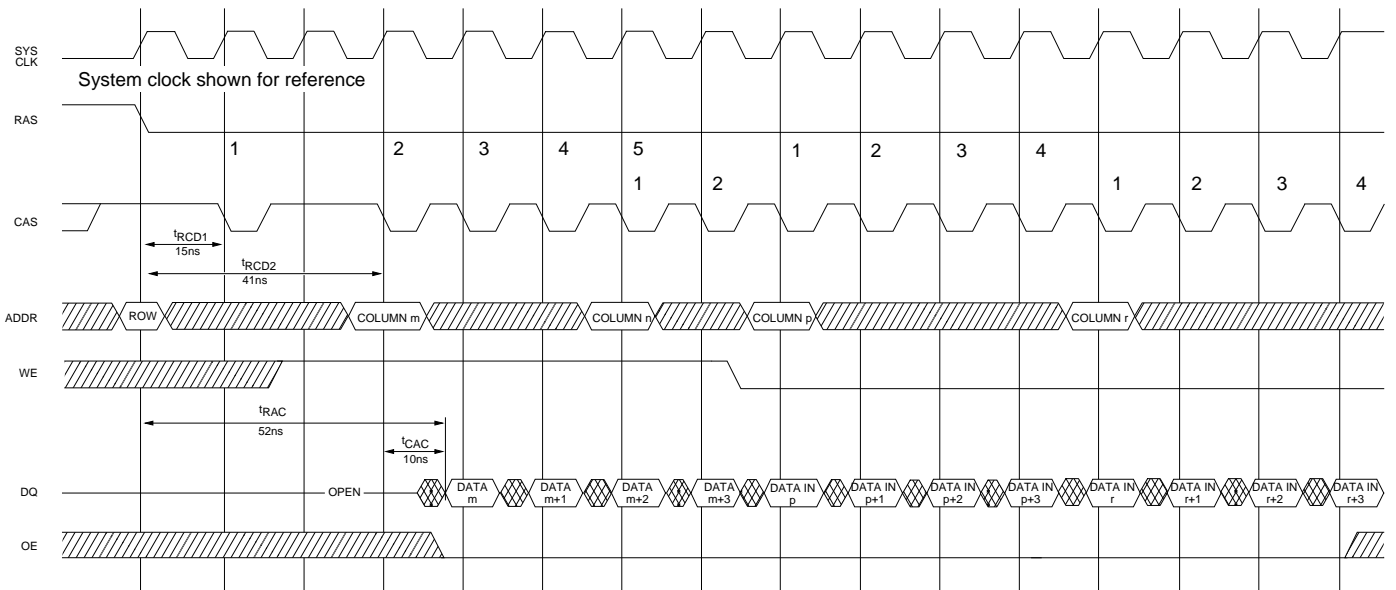 SYS
CLK
System clock shown for reference
RAS
1 2 3 4 5 1 2 3 4
1 2 1 2 3 4
CAS
tRCD1
15ns
tRCD2
41ns
ADDR ROW COLUMN m COLUMN n COLUMN p COLUMN r
WE
tRAC
52ns
tCAC
10ns
DQ OPEN DATA m DATA m+1 DATA m+2 DATA m+3 DATA IN p DATA IN p+1 DATA IN p+2 DATA IN p+3 DATA IN r DATA IN r+1 DATA IN r+2 DATA IN r+3
OE